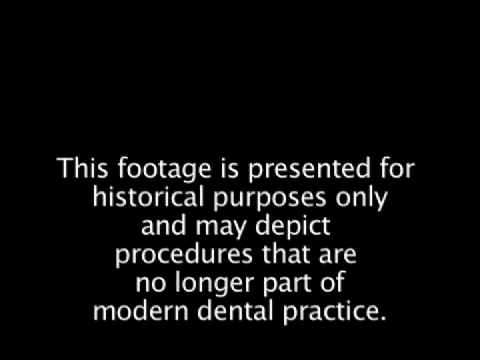 This footage is presented for
historical purposes only
and may depict
procedures that are
no longer part of
modern dental practice.